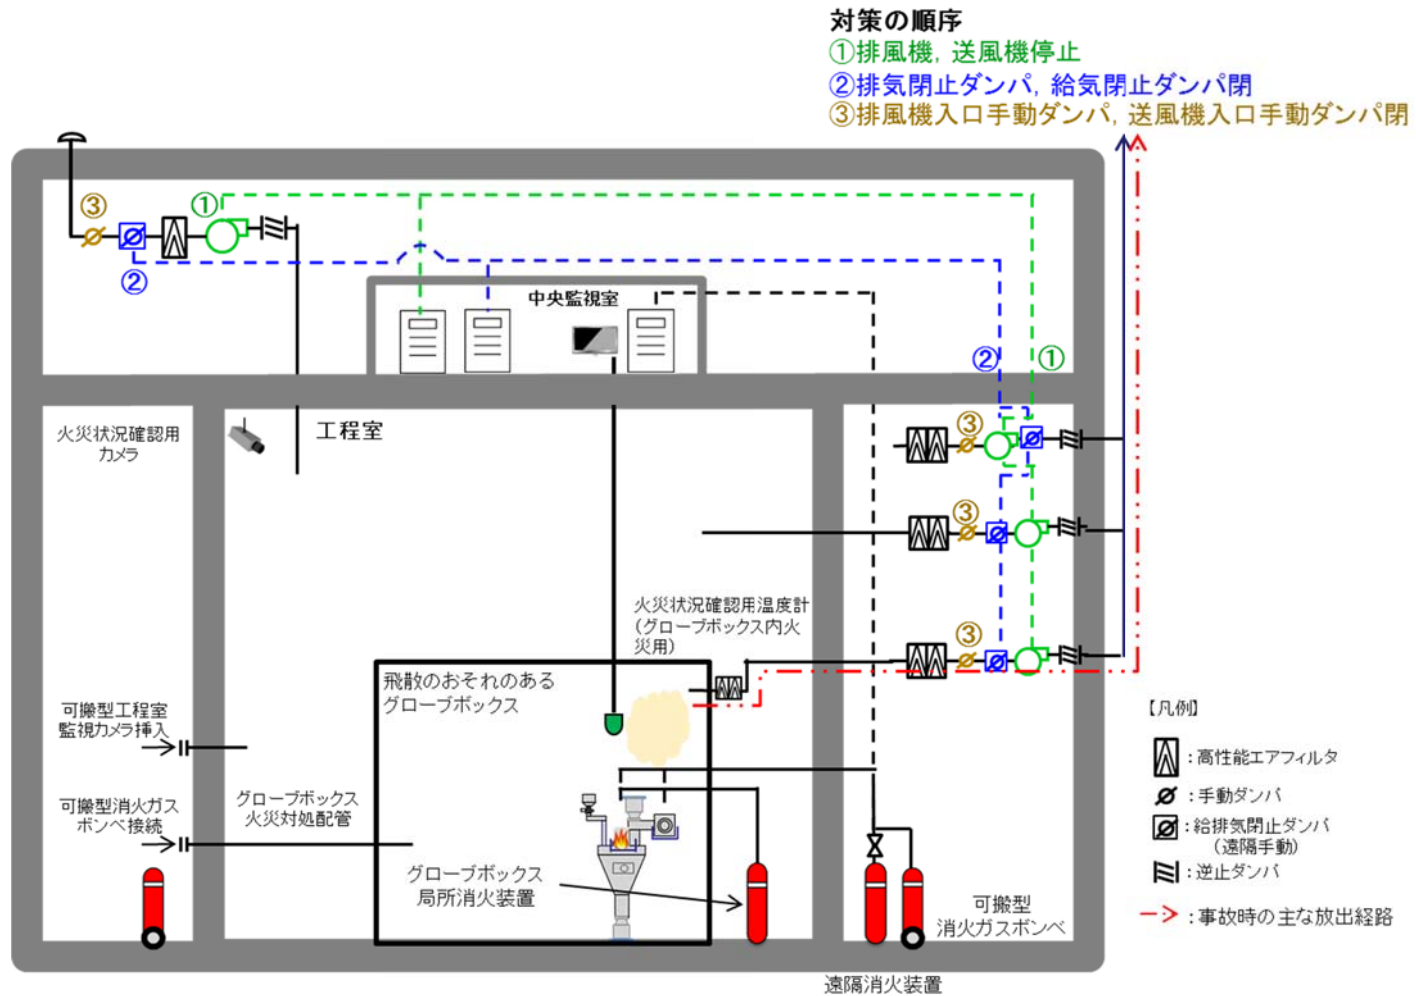 対策の順序
①排風機, 送風機停止
②排気閉止ダンパ, 給気閉止ダンパ閉
③排風機入口手動ダンパ, 送風機入口手動ダンパ閉
③
①
②
中央監視室
②
①
火災状況確認用
カメラ
工程室
③
③
火災状況確認用温度計
(グローブボックス内火
災用)
③
飛散のおそれのある
グローブボックス
可搬型工程室
監視カメラ挿入
グローブボックス
火災対処配管
可搬型消火ガス
ボンベ接続
グローブボックス
局所消火装置
可搬型
消火ガスボンベ
遠隔消火装置
【凡例】
:高性能エアフィルタ
:手動ダンパ
:給排気閉止ダンパ
(遠隔手動)
:逆止ダンパ
:事故時の主な放出経路